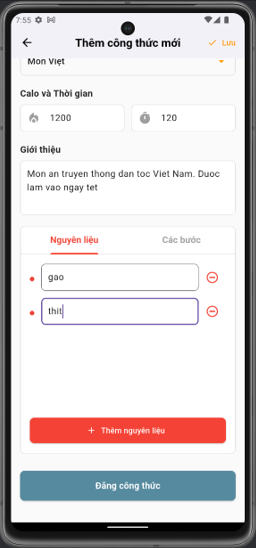 7:55
Thêm công thức mới
Lưu
Món Việt
Calo và Thời gian
1200
120
Giới thiệu
Mon an truyen thong dan toc Viet Nam. Duoc
lam vao ngay tet
Nguyên liệu
Các bước
gao
thit
+ Thêm nguyên liệu
Đăng công thức